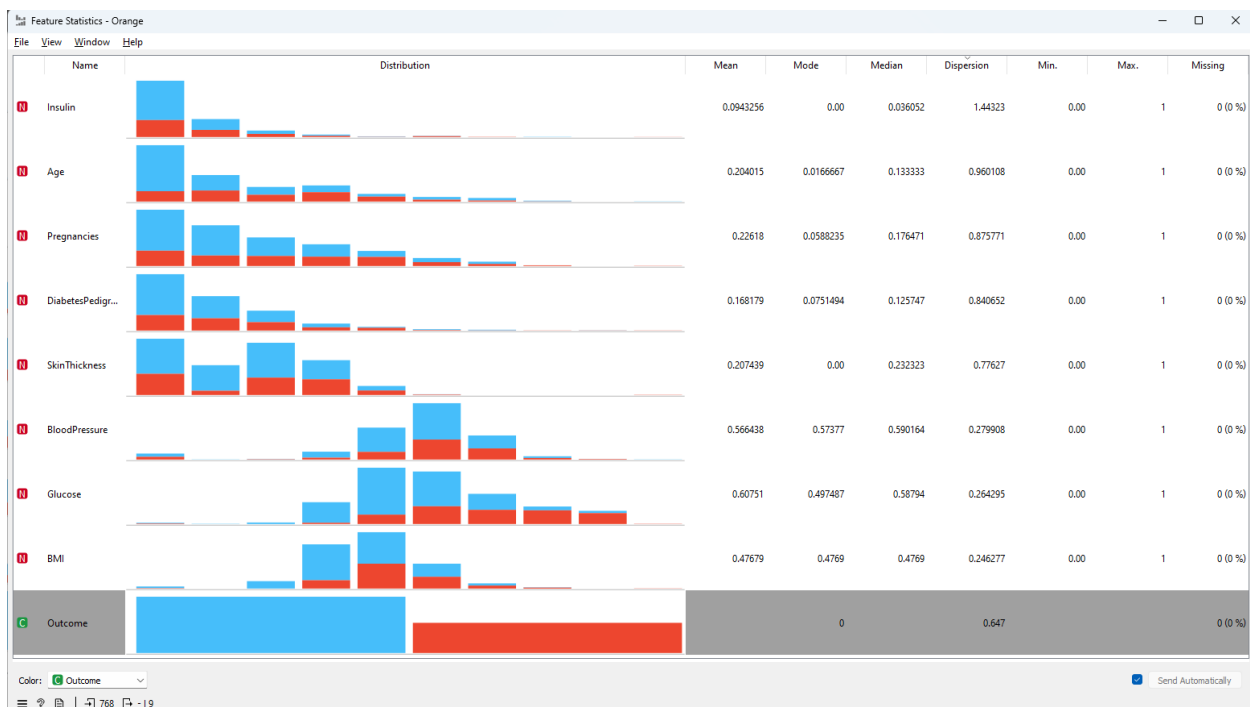 Feature Statistics - Orange
File View Window Help
Name Distribution Mean Mode Median Dispersion Min. Max. Missing
N Insulin 0.0943256 0.00 0.036052 1.44323 0.00 1 0 (0 %)
N Age 0.204015 0.0166667 0.133333 0.960108 0.00 1 0 (0 %)
N Pregnancies 0.22618 0.0588235 0.176471 0.875771 0.00 1 0 (0 %)
N DiabetesPedigr... 0.168179 0.0751494 0.125747 0.840652 0.00 1 0 (0 %)
N SkinThickness 0.207439 0.00 0.232323 0.77627 0.00 1 0 (0 %)
N BloodPressure 0.566438 0.57377 0.590164 0.279908 0.00 1 0 (0 %)
N Glucose 0.60751 0.497487 0.58794 0.264295 0.00 1 0 (0 %)
N BMI 0.47679 0.4769 0.4769 0.246277 0.00 1 0 (0 %)
C Outcome 0 0.647 0 (0 %)
Color: C Outcome Send Automatically
768 - | 9